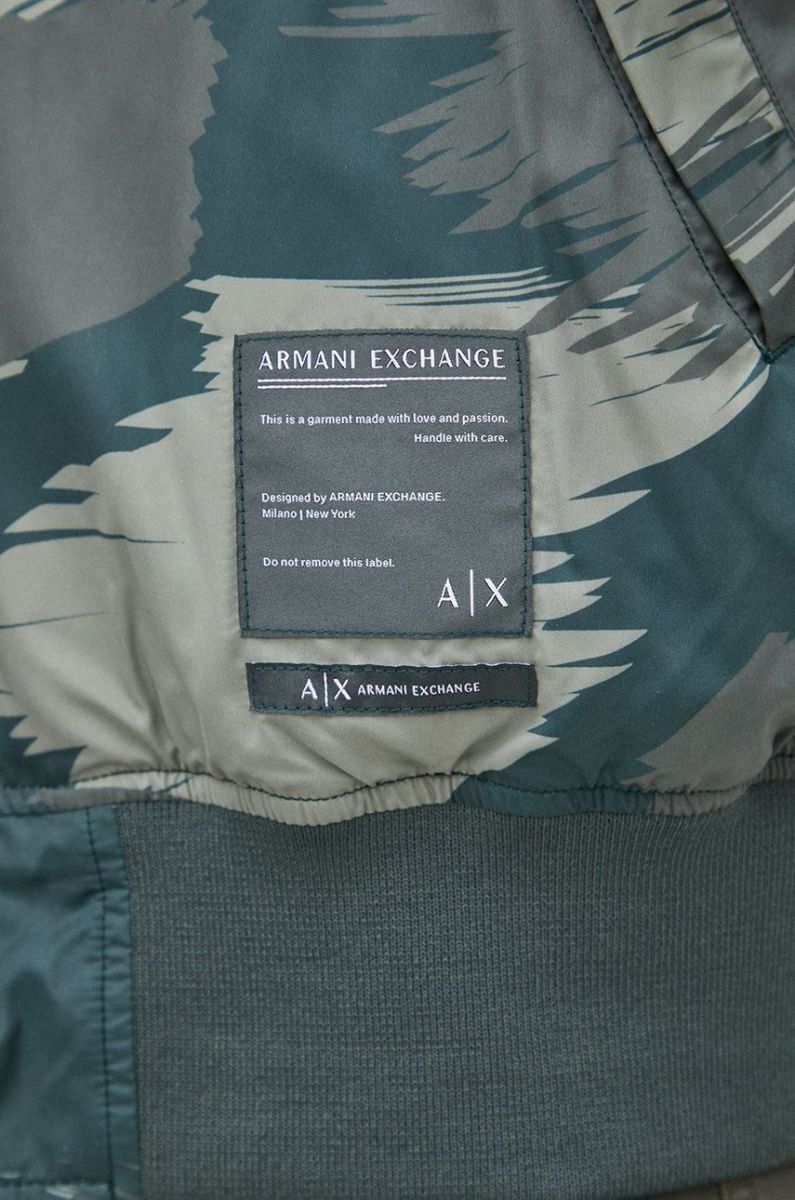 ARMANI EXCHANGE
This is a garment made with love and passion.
Handle with care.
Designed by ARMANI EXCHANGE.
Milano | New York
Do not remove this label.
A|X
A|X ARMANI EXCHANGE